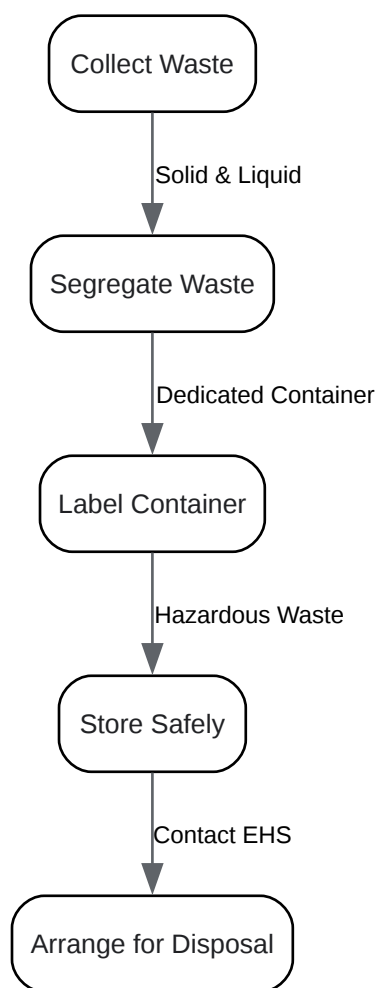 Collect Waste
Solid & Liquid
Segregate Waste
Dedicated Container
Label Container
Hazardous Waste
Store Safely
Contact EHS
Arrange for Disposal